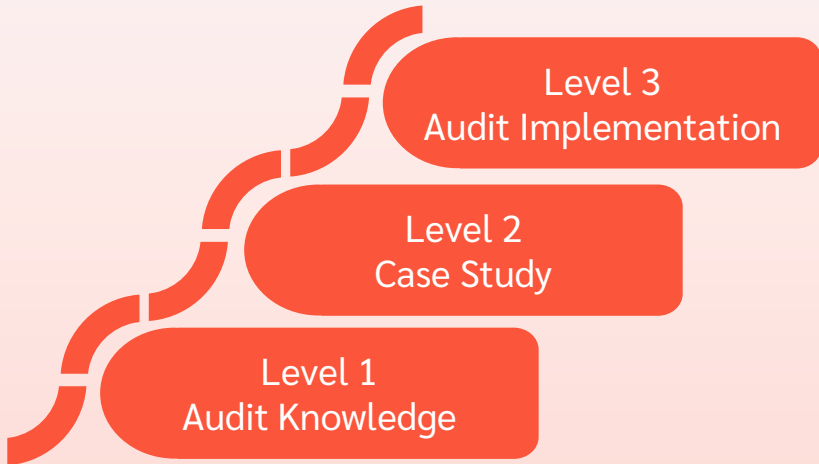 Level 3
Audit Implementation
Level 2
Case Study
Level 1
Audit Knowledge